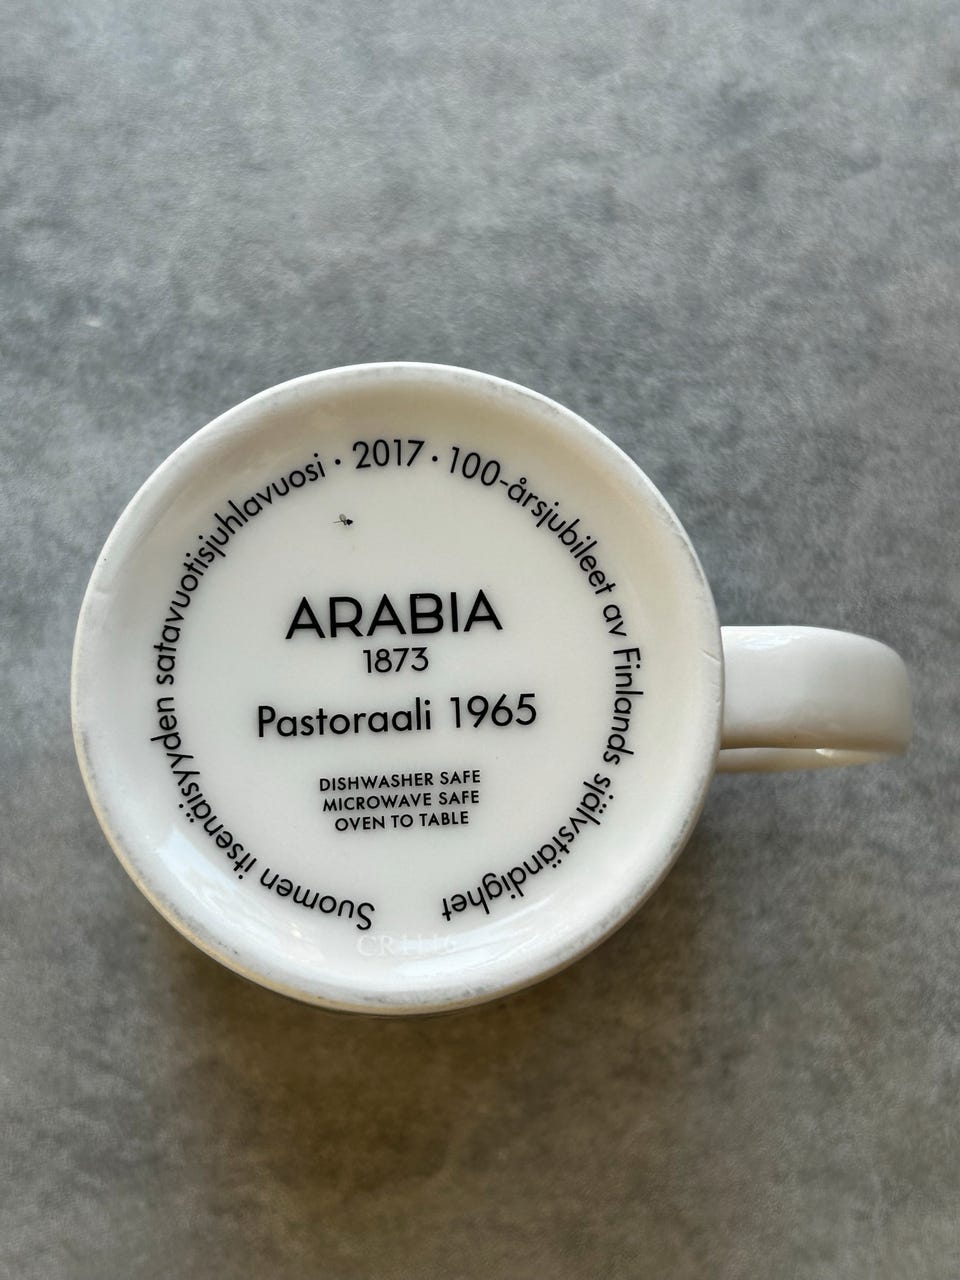 Suomen itsenäisyyden satavuotisjuhlavuosi · 2017 · 100-årsjubileet av Finlands självständighet
ARABIA
1873
Pastoraali 1965
DISHWASHER SAFE
MICROWAVE SAFE
OVEN TO TABLE